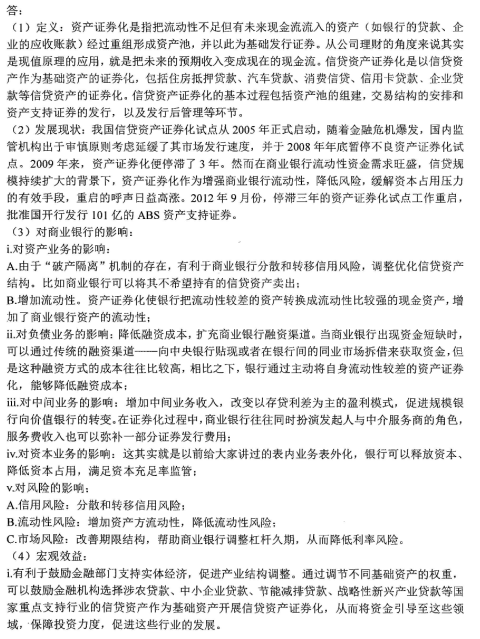 答：
（1）定义：资产证券化是指把流动性不足但有未来现金流流入的资产（如银行的贷款、企
业的应收账款）经过重组形成资产池，并以此为基础发行证券。从公司理财的角度来说其实
是现值原理的应用，就是把未来的预期收入变成现在的现金流。信贷资产证券化是以信贷资
产作为基础资产的证券化，包括住房抵押贷款、汽车贷款、消费信贷、信用卡贷款、企业贷
款等信贷资产的证券化。信贷资产证券化的基本过程包括资产池的组建，交易结构的安排和
资产支持证券的发行，以及发行后管理等环节。
（2）发展现状：我国信贷资产证券化试点从 2005 年正式启动，随着金融危机爆发，国内监
管机构出于审慎原则考虑延缓了其市场发行速度，并于 2008 年年底暂停不良资产证券化试
点。2009 年来，资产证券化便停滞了 3 年。然而在商业银行流动性资金需求旺盛，信贷规
模持续扩大的背景下，资产证券化作为增强商业银行流动性，降低风险，缓解资本占用压力
的有效手段，重启的呼声日益高涨。2012 年 9 月份，停滞三年的资产证券化试点工作重启，
批准国开行发行 101 亿的 ABS 资产支持证券。
（3）对商业银行的影响：
i.对资产业务的影响：
A.由于“破产隔离”机制的存在，有利于商业银行分散和转移信用风险，调整优化信贷资产
结构。比如商业银行可以将其不希望持有的信贷资产卖出；
B.增加流动性。资产证券化使银行把流动性较差的资产转换成流动性比较强的现金资产，增
加了商业银行资产的流动性；
ii.对负债业务的影响：降低融资成本，扩充商业银行融资渠道。当商业银行出现资金短缺时，
可以通过传统的融资渠道——向中央银行贴现或者在银行间的同业市场拆借来获取资金，但
是这种融资方式的成本往往比较高，相比之下，银行通过主动将自身流动性较差的资产证券
化，能够降低融资成本；
iii.对中间业务的影响：增加中间业务收入，改变以存贷利差为主的盈利模式，促进规模银
行向价值银行的转变。在证券化过程中，商业银行往往同时扮演发起人与中介服务商的角色，
服务费收入也可以弥补一部分证券发行费用；
iv.对资本业务的影响：这其实就是以前给大家讲过的表内业务表外化，银行可以释放资本、
降低资本占用，满足资本充足率监管；
v.对风险的影响：
A.信用风险：分散和转移信用风险；
B.流动性风险：增加资产方流动性，降低流动性风险；
C.市场风险：改善期限结构，帮助商业银行调整杠杆久期，从而降低利率风险。
（4）宏观效益：
i.有利于鼓励金融部门支持实体经济，促进产业结构调整。通过调节不同基础资产的权重，
可以鼓励金融机构选择涉农贷款、中小企业贷款、节能减排贷款、战略性新兴产业贷款等国
家重点支持行业的信贷资产作为基础资产开展信贷资产证券化，从而将资金引导至这些领
域，保障投资力度，促进这些行业的发展。